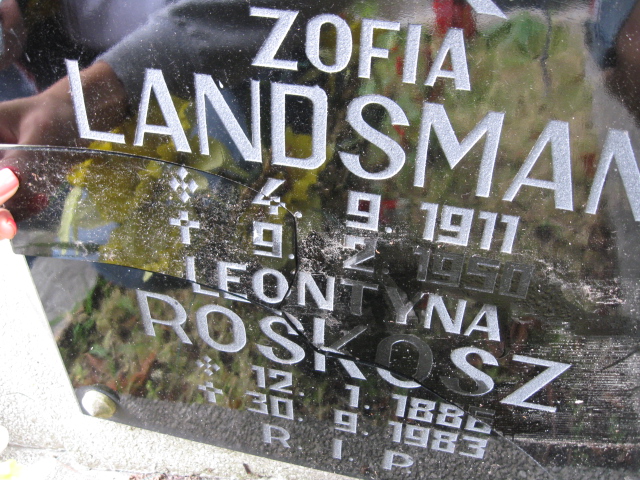 ZOFIA
LANDSMAN
4. 9. 1911
9. 2. 1950
LEONTYNA
ROSKOSZ
12. 1. 1886
30. 9. 1983
R I P